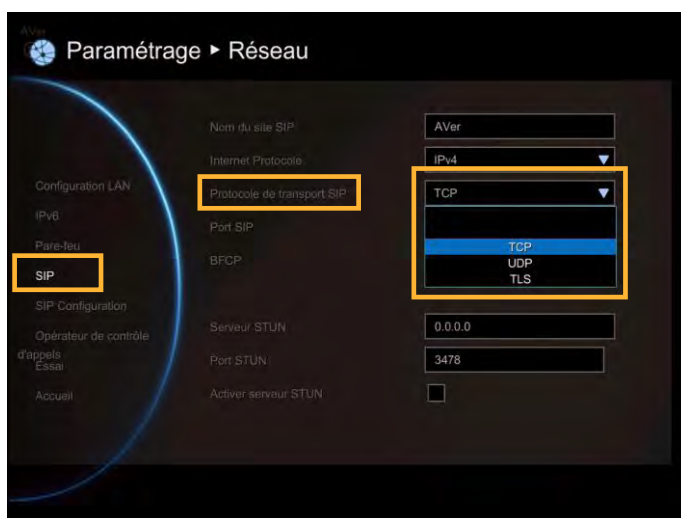 AVer
Paramétrage ► Réseau
Nom du site SIP
AVer
Internet Protocole
IPv4
Configuration LAN
Protocole de transport SIP
TCP
IPv6
Port SIP
Pare-feu
TCP
BFCP
UDP
SIP
TLS
SIP Configuration
Opérateur de contrôle
d'appels
Serveur STUN
0.0.0.0
Essai
Port STUN
3478
Accueil
Activer serveur STUN